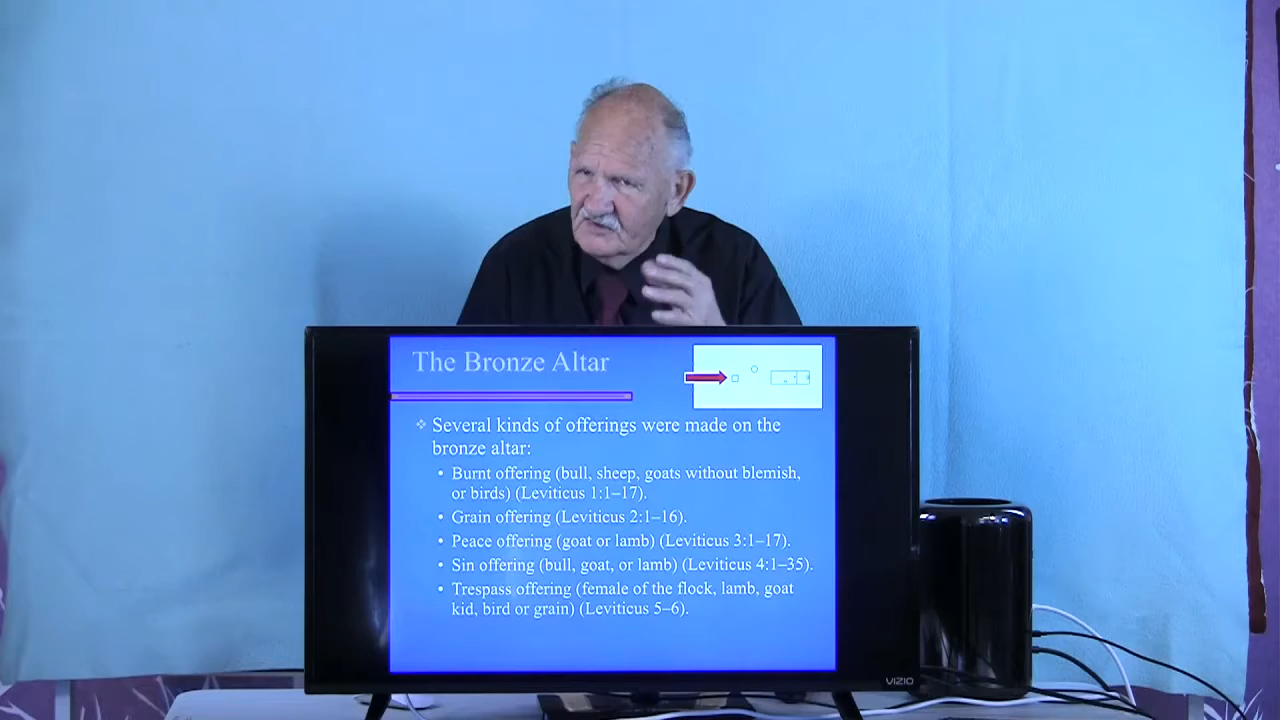 The Bronze Altar
❖ Several kinds of offerings were made on the
bronze altar:
• Burnt offering (bull, sheep, goats without blemish,
or birds) (Leviticus 1:1–17).
• Grain offering (Leviticus 2:1–16).
• Peace offering (goat or lamb) (Leviticus 3:1–17).
• Sin offering (bull, goat, or lamb) (Leviticus 4:1–35).
• Trespass offering (female of the flock, lamb, goat
kid, bird or grain) (Leviticus 5–6).
VIZIO